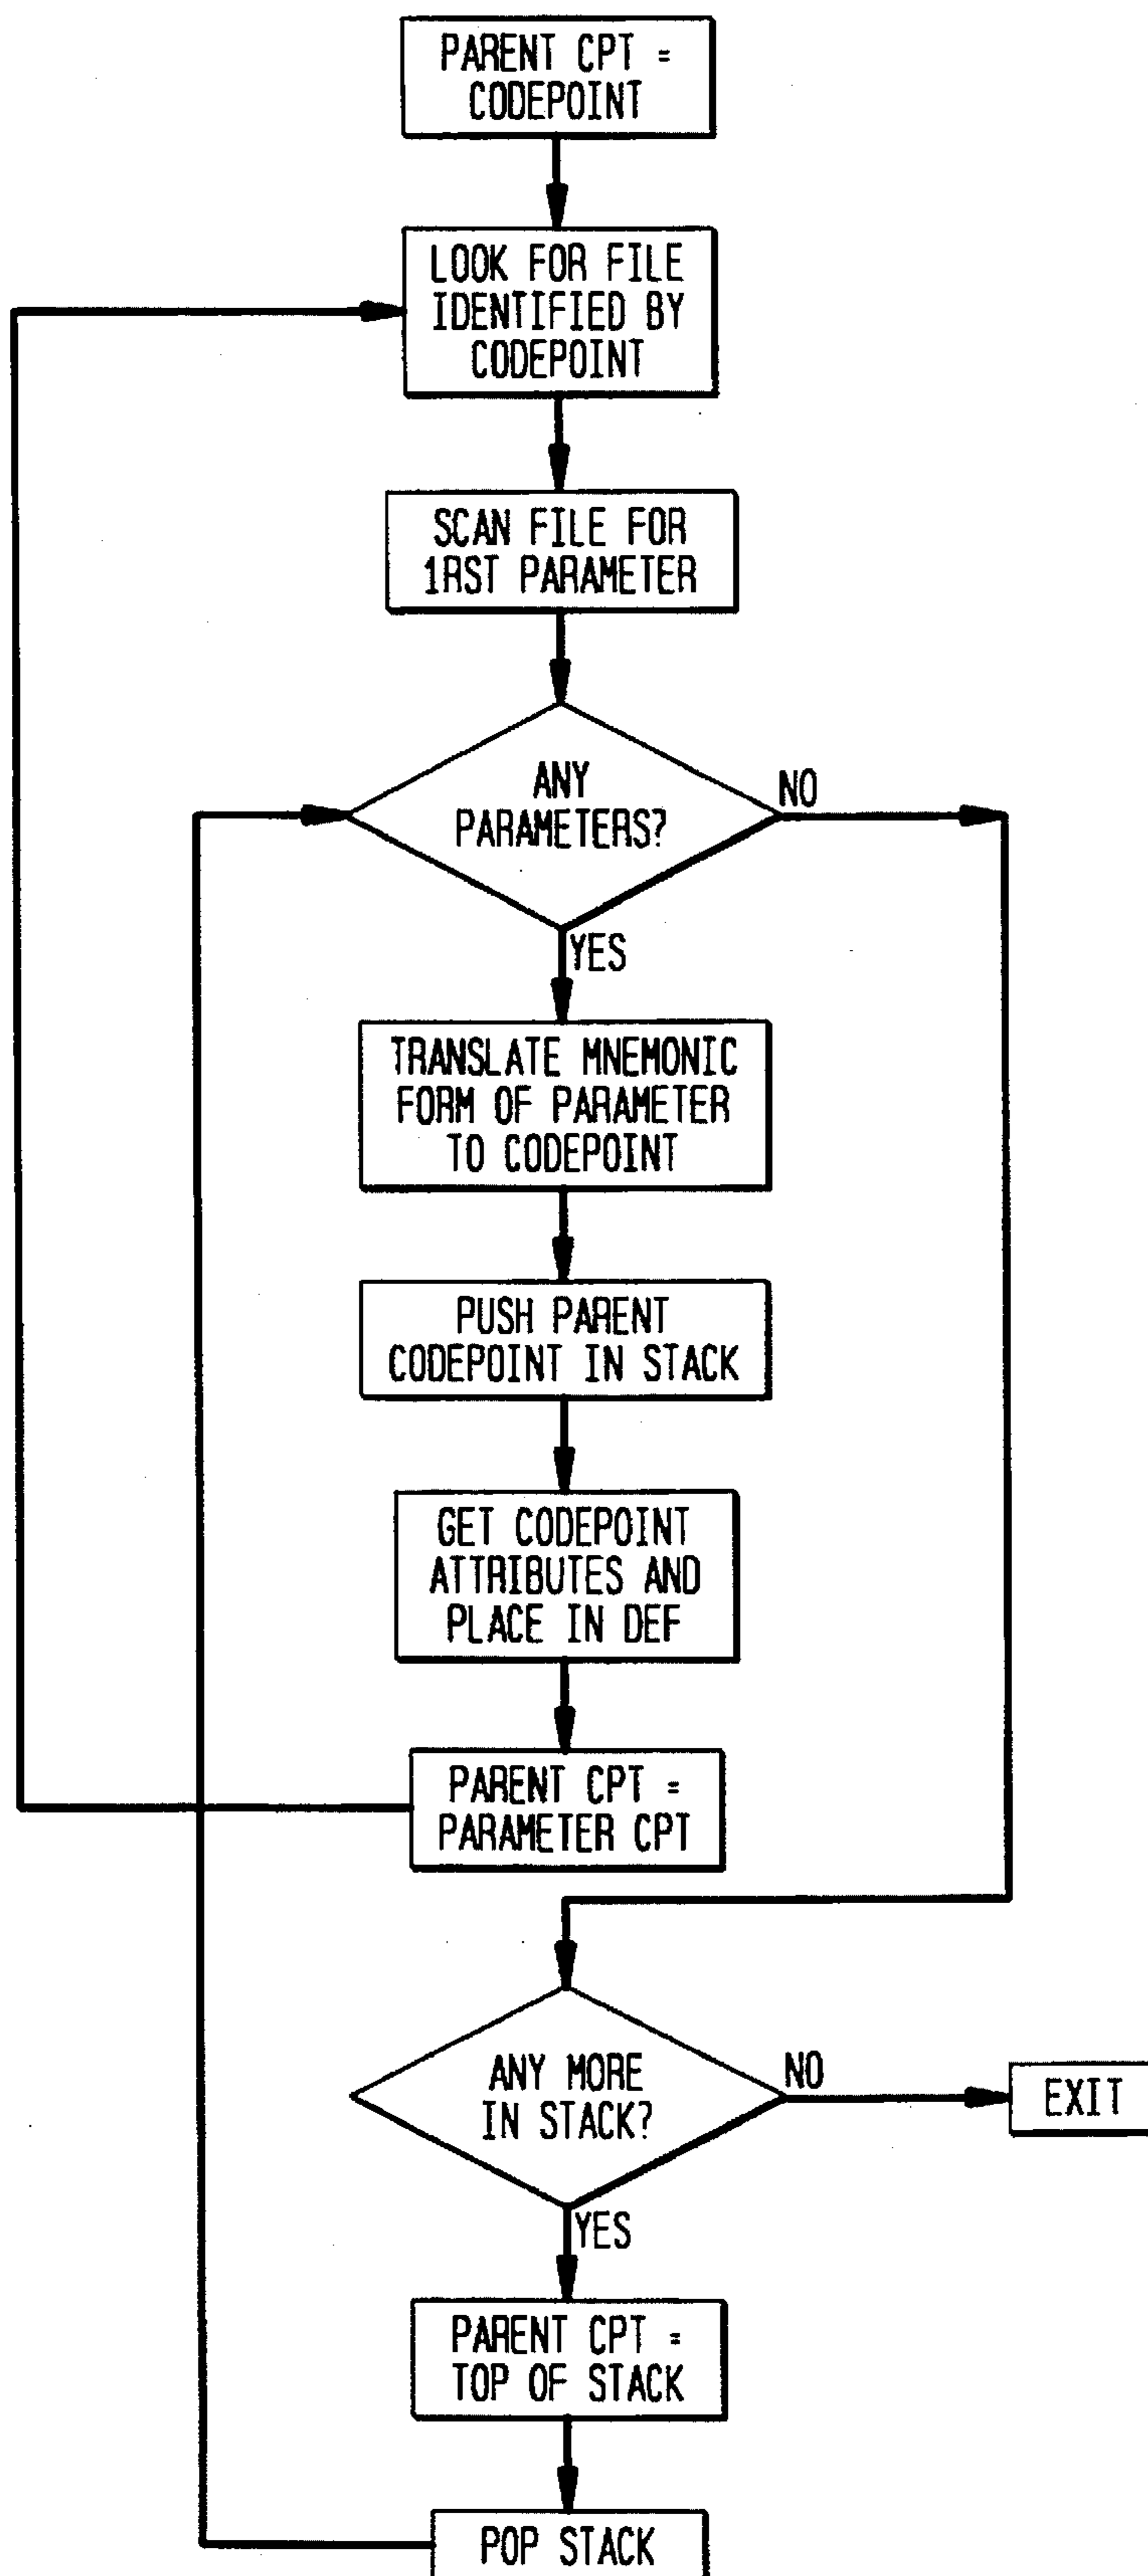 PARENT CPT =
CODEPOINT
LOOK FOR FILE
IDENTIFIED BY
CODEPOINT
SCAN FILE FOR
1RST PARAMETER
ANY
PARAMETERS?
NO
YES
TRANSLATE MNEMONIC
FORM OF PARAMETER
TO CODEPOINT
PUSH PARENT
CODEPOINT IN STACK
GET CODEPOINT
ATTRIBUTES AND
PLACE IN DEF
PARENT CPT =
PARAMETER CPT
ANY MORE
IN STACK?
NO
EXIT
YES
PARENT CPT =
TOP OF STACK
POP STACK